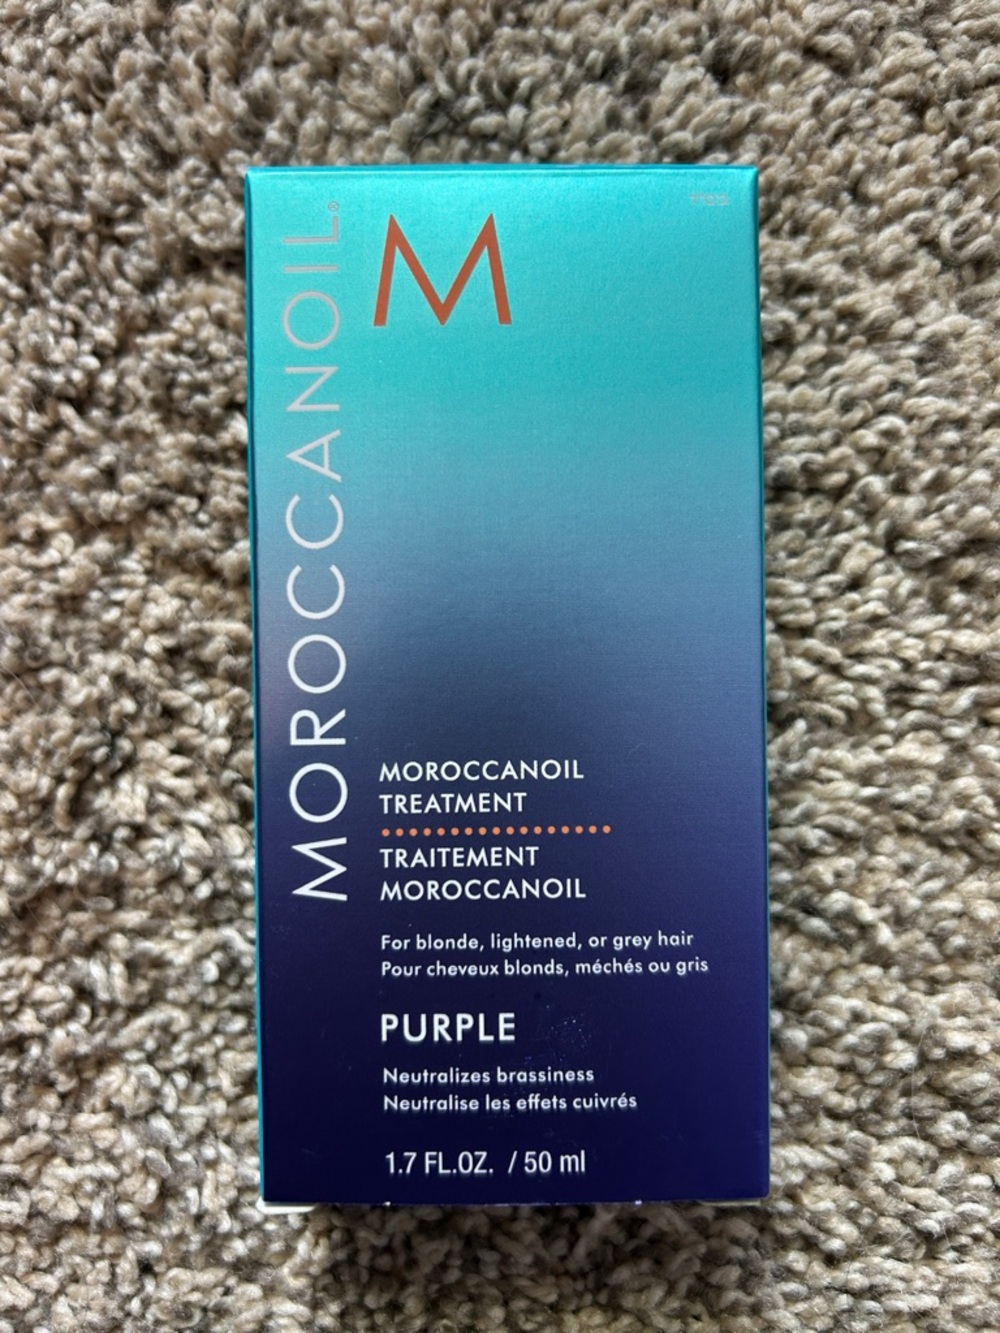 MOROCCANOIL®
M
MOROCCANOIL
TREATMENT
TRAITEMENT
MOROCCANOIL
For blonde, lightened, or grey hair
Pour cheveux blonds, méchés ou gris
PURPLE
Neutralizes brassiness
Neutralise les effets cuivrés
1.7 FL.OZ. / 50 ml